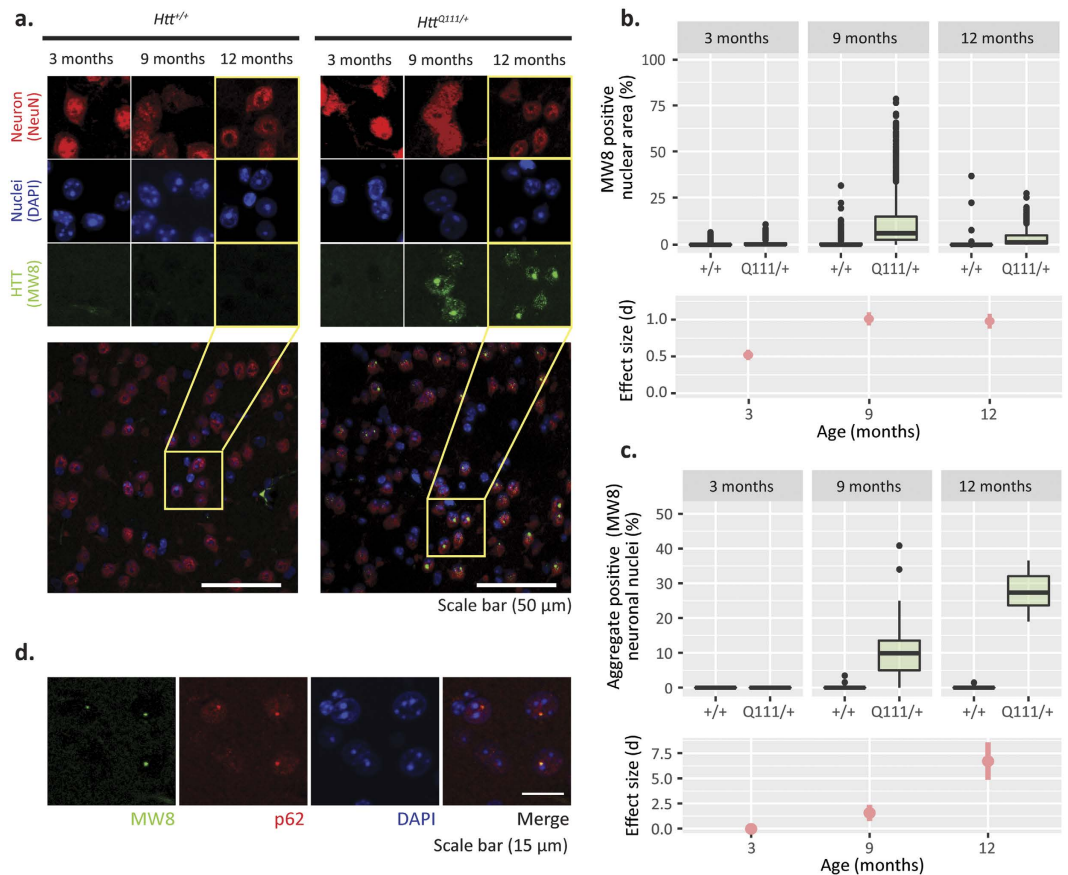 a.
Htt+/+
HttQ111/+
3 months 9 months 12 months
3 months 9 months 12 months
Neuron
(NeuN)
Nuclei
(DAPI)
HTT
(MW8)
Scale bar (50 µm)
b.
3 months 9 months 12 months
MW8 positive
nuclear area (%)
100
75
50
25
0
+/+ Q111/+ +/+ Q111/+ +/+ Q111/+
Effect size (d)
1.0
0.5
0.0
3 9 12
Age (months)
c.
3 months 9 months 12 months
Aggregate positive (MW8)
neuronal nuclei (%)
50
40
30
20
10
0
+/+ Q111/+ +/+ Q111/+ +/+ Q111/+
Effect size (d)
7.5
5.0
2.5
0.0
3 9 12
Age (months)
d.
MW8 p62 DAPI Merge
Scale bar (15 µm)